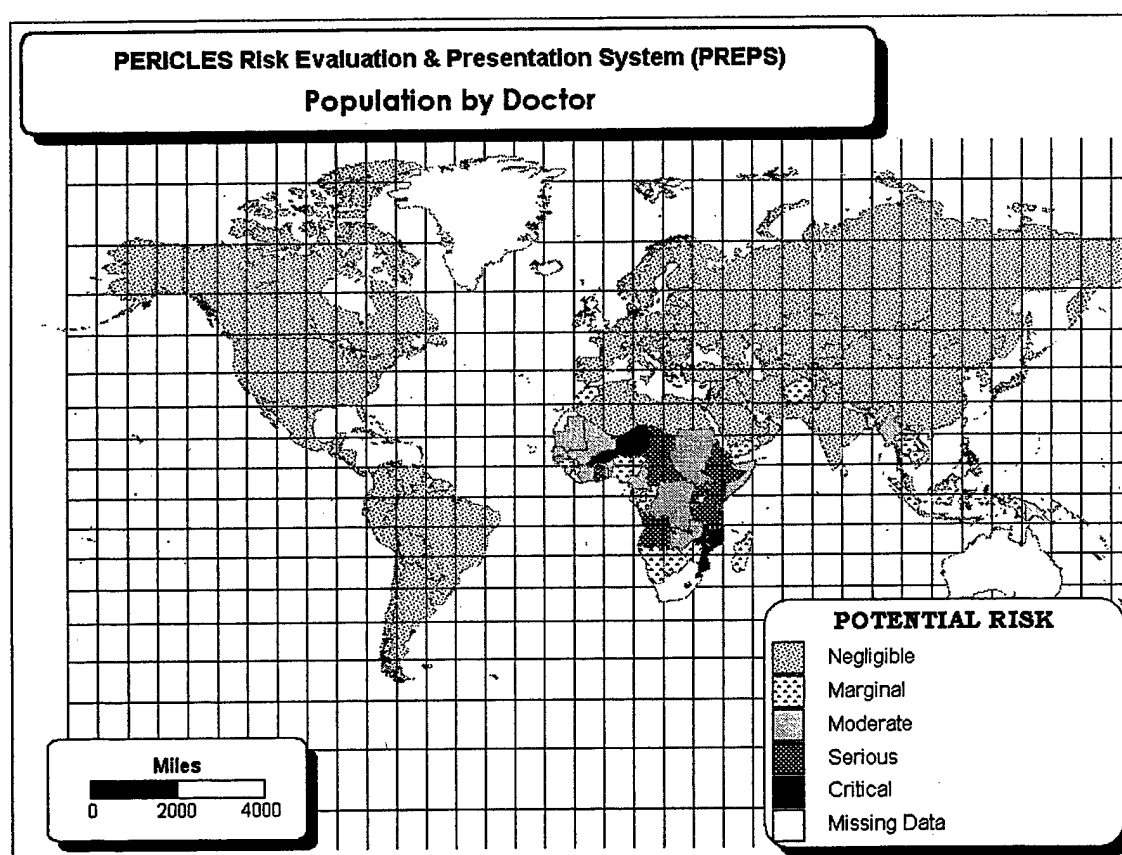 PERICLES Risk Evaluation & Presentation System (PREPS)
Population by Doctor
POTENTIAL RISK
Negligible
Marginal
Moderate
Serious
Critical
Missing Data
Miles
0 2000 4000